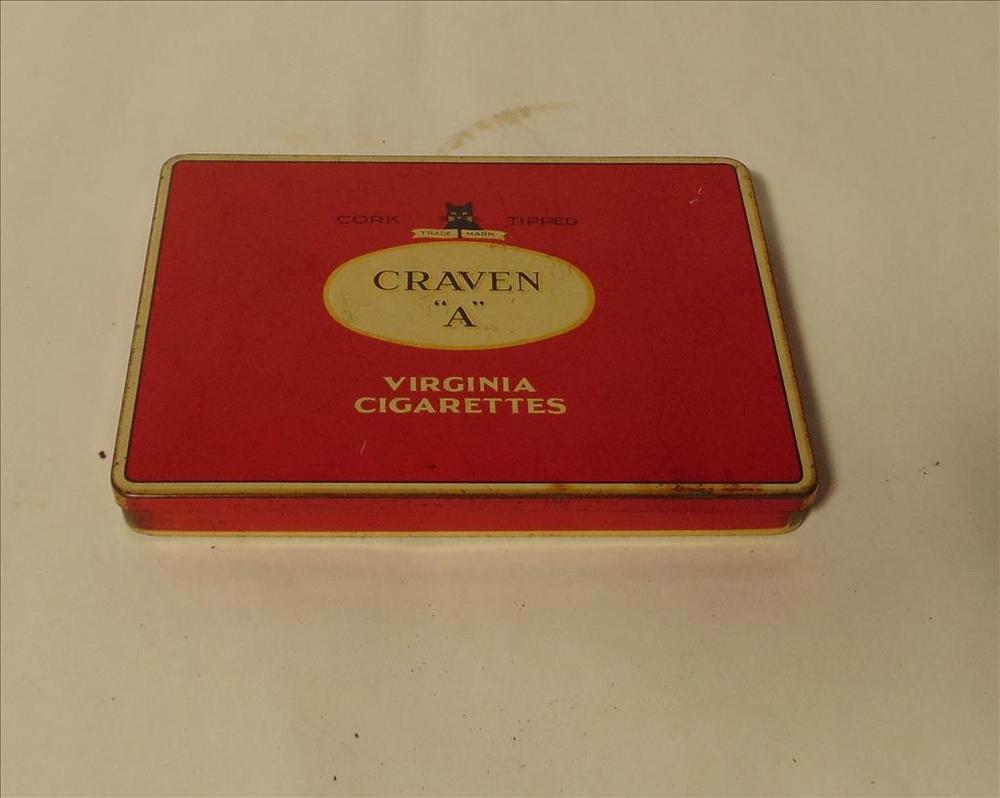 CORK TIPPED
TRADE MARK
CRAVEN
"A"
VIRGINIA
CIGARETTES